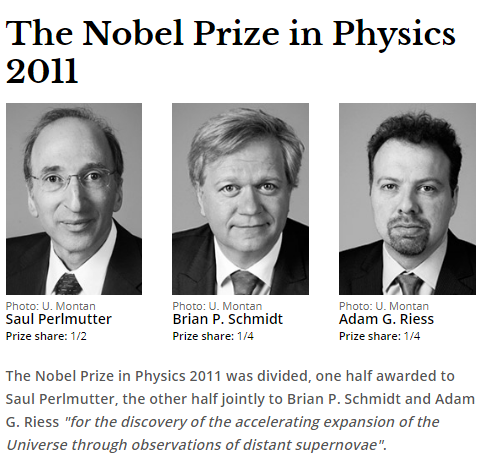 The Nobel Prize in Physics
2011
Photo: U. Montan
Saul Perlmutter
Prize share: 1/2
Photo: U. Montan
Brian P. Schmidt
Prize share: 1/4
Photo: U. Montan
Adam G. Riess
Prize share: 1/4
The Nobel Prize in Physics 2011 was divided, one half awarded to
Saul Perlmutter, the other half jointly to Brian P. Schmidt and Adam
G. Riess "for the discovery of the accelerating expansion of the
Universe through observations of distant supernovae".